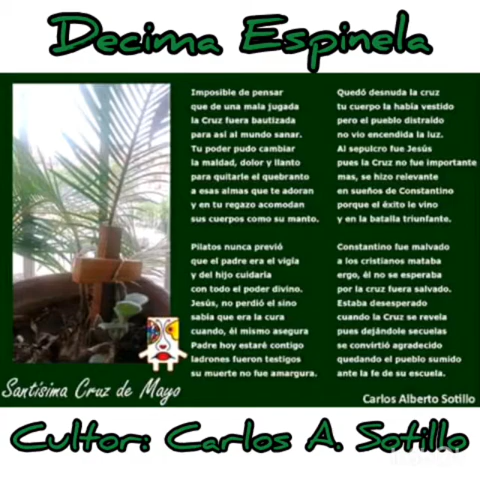 Decima Espinela
Imposible de pensar
que de una mala jugada
la Cruz fuera bautizada
para así al mundo sanar.
Tu poder pudo cambiar
la maldad, dolor y llanto
para quitarle el quebranto
a esas almas que te adoran
y en tu regazo acomodan
sus cuerpos como su manto.
Pilatos nunca previó
que el padre era el vigía
y del hijo cuidaría
con todo el poder divino.
Jesús, no perdió el sino
sabía que era la cura
cuando, él mismo asegura
Padre hoy estaré contigo
ladrones fueron testigos
su muerte no fue amargura.
Quedó desnuda la cruz
tu cuerpo la había vestido
pero el pueblo distraído
no vio encendida la luz.
Al sepulcro fue Jesús
pues la Cruz no fue importante
mas, se hizo relevante
en sueños de Constantino
porque el éxito le vino
y en la batalla triunfante.
Constantino fue malvado
a los cristianos mataba
ergo, él no se esperaba
por la cruz fuera salvado.
Estaba desesperado
cuando la Cruz se revela
pues dejándole secuelas
se convirtió agradecido
quedando el pueblo sumido
ante la fe de su escuela.
Santísima Cruz de Mayo
Carlos Alberto Sotillo
Cultor: Carlos A. Sotillo